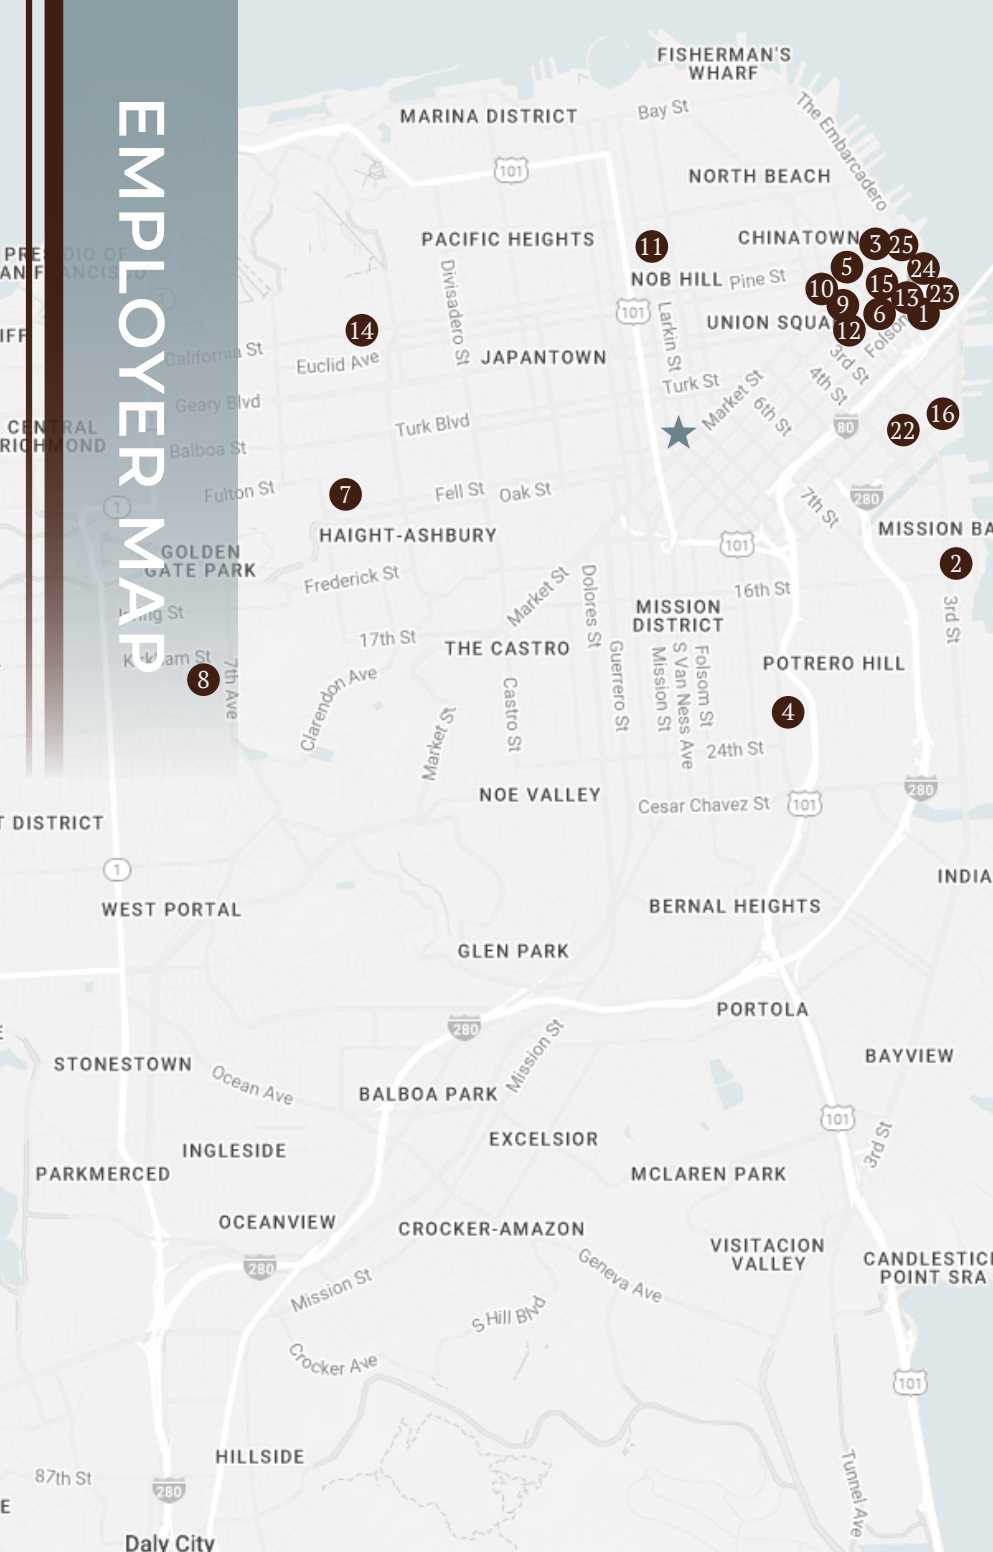 EMPLOYER MAP
FISHERMAN'S
WHARF
MARINA DISTRICT
Bay St
The Embarcadero
101
NORTH BEACH
PACIFIC HEIGHTS
11
CHINATOWN
3
25
5
24
NOB HILL
Pine St
10
15
13
23
9
6
1
101
Larkin St
UNION SQUA
12
Folsom
14
Divisadero St
California St
Euclid Ave
JAPANTOWN
3rd St
Turk St
Market St
4th St
6th St
Geary Blvd
Turk Blvd
80
22
16
CENTRAL
RICHMOND
Balboa St
Fulton St
7
Fell St
Oak St
280
7th St
1
HAIGHT-ASHBURY
101
MISSION BA
GOLDEN
GATE PARK
Frederick St
Market St
Dolores St
16th St
2
Irving St
MISSION
DISTRICT
3rd St
17th St
THE CASTRO
Kirkham St
8
7th Ave
Clarendon Ave
Castro St
Guerrero St
Mission St
S Van Ness Ave
Folsom St
POTRERO HILL
4
Market St
24th St
NOE VALLEY
Cesar Chavez St
101
280
T DISTRICT
1
INDIA
WEST PORTAL
BERNAL HEIGHTS
GLEN PARK
PORTOLA
280
Mission St
STONESTOWN
BAYVIEW
Ocean Ave
BALBOA PARK
101
3rd St
INGLESIDE
EXCELSIOR
PARKMERCED
MCLAREN PARK
OCEANVIEW
CROCKER-AMAZON
VISITACION
VALLEY
CANDLESTIC
POINT SRA
280
Mission St
Geneva Ave
S Hill Blvd
Crocker Ave
101
HILLSIDE
87th St
280
Tunnel Ave
Daly City